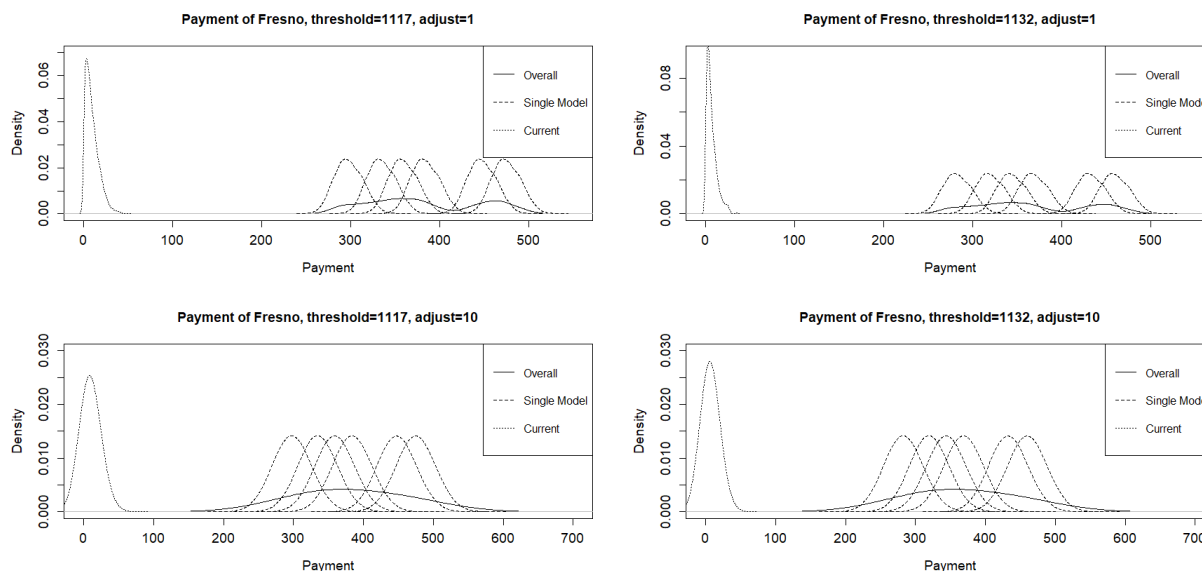 Payment of Fresno, threshold=1117, adjust=1
Density
0.00 0.02 0.04 0.06
Overall
Single Model
Current
0 100 200 300 400 500
Payment
Payment of Fresno, threshold=1132, adjust=1
Density
0.00 0.04 0.08
Overall
Single Model
Current
0 100 200 300 400 500
Payment
Payment of Fresno, threshold=1117, adjust=10
Density
0.000 0.010 0.020 0.030
Overall
Single Model
Current
0 100 200 300 400 500 600 700
Payment
Payment of Fresno, threshold=1132, adjust=10
Density
0.000 0.010 0.020 0.030
Overall
Single Model
Current
0 100 200 300 400 500 600 700
Payment